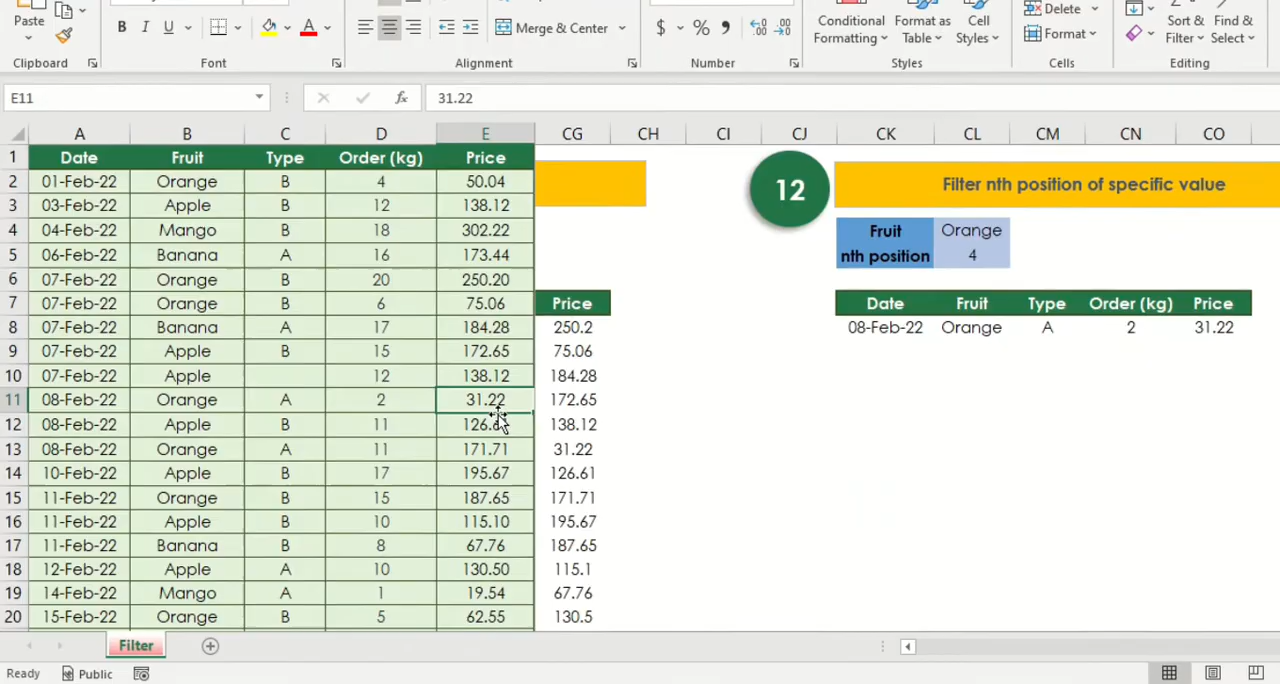 Paste
B I U A $ % 9
Merge & Center
Conditional Formatting
Format as Table
Cell Styles
Delete
Format
Sort & Filter
Find & Select
Clipboard Font Alignment Number Styles Cells Editing
E11 fx 31.22
A B C D E CG CH CI CJ CK CL CM CN CO
1 Date Fruit Type Order (kg) Price
2 01-Feb-22 Orange B 4 50.04
12 Filter nth position of specific value
3 03-Feb-22 Apple B 12 138.12
4 04-Feb-22 Mango B 18 302.22 Fruit Orange
5 06-Feb-22 Banana A 16 173.44 nth position 4
6 07-Feb-22 Orange B 20 250.20
7 07-Feb-22 Orange B 6 75.06 Price Date Fruit Type Order (kg) Price
8 07-Feb-22 Banana A 17 184.28 250.2 08-Feb-22 Orange A 2 31.22
9 07-Feb-22 Apple B 15 172.65 75.06
10 07-Feb-22 Apple 12 138.12 184.28
11 08-Feb-22 Orange A 2 31.22 172.65
12 08-Feb-22 Apple B 11 138.12
13 08-Feb-22 Orange A 11 171.71 31.22
14 10-Feb-22 Apple B 17 195.67 126.61
15 11-Feb-22 Orange B 15 187.65 171.71
16 11-Feb-22 Apple B 10 115.10 195.67
17 11-Feb-22 Banana B 8 67.76 187.65
18 12-Feb-22 Apple A 10 130.50 115.1
19 14-Feb-22 Mango A 1 19.54 67.76
20 15-Feb-22 Orange B 5 62.55 130.5
Filter
Ready Public